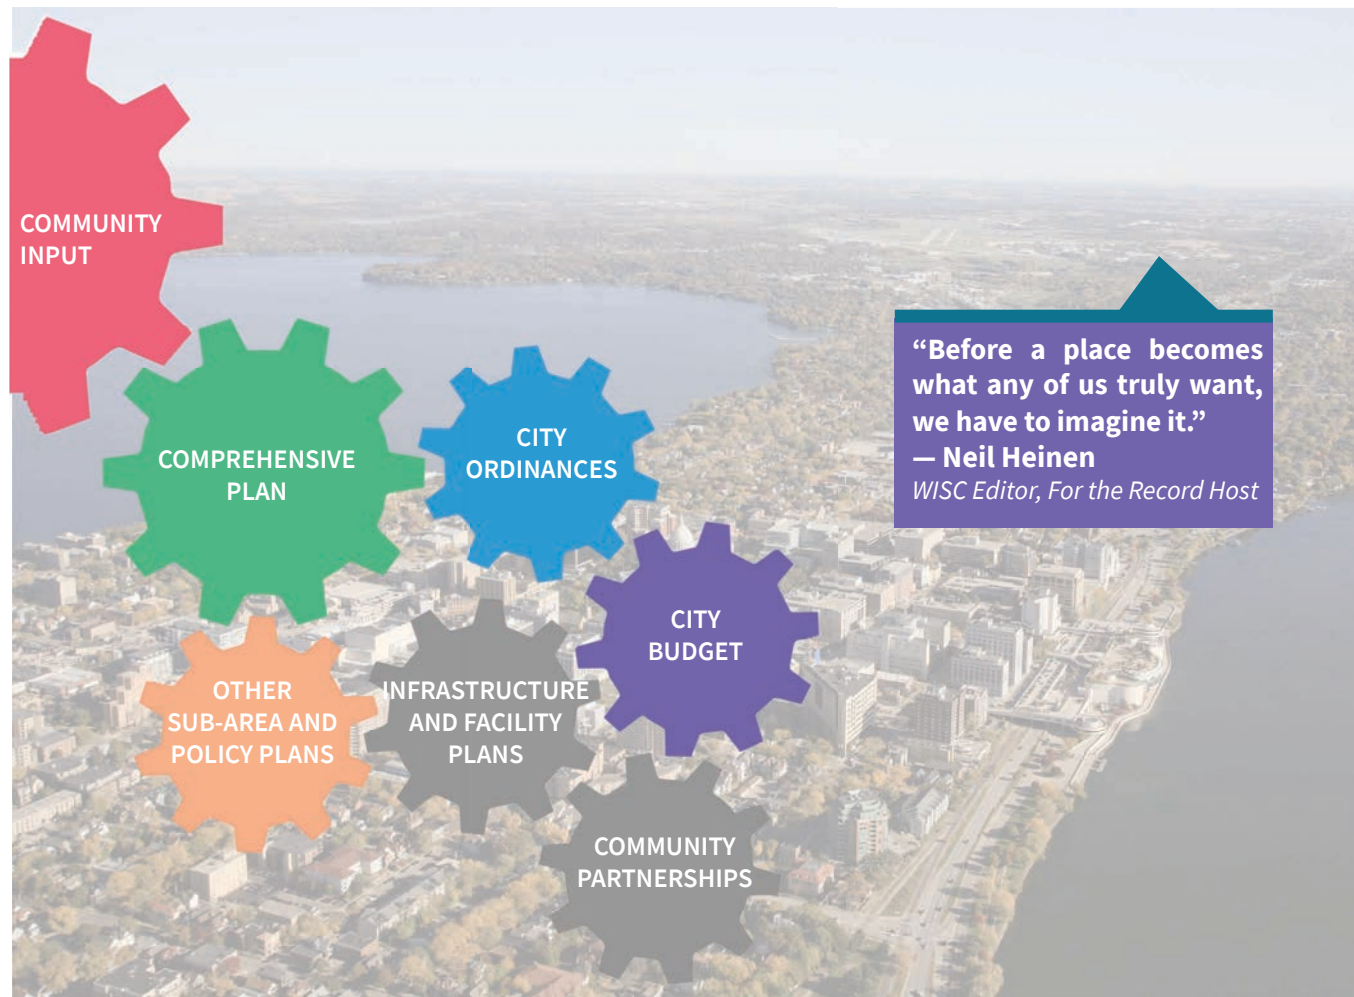 COMMUNITY
INPUT
COMPREHENSIVE
PLAN
CITY
ORDINANCES
“Before a place becomes
what any of us truly want,
we have to imagine it.”
— Neil Heinen
WISC Editor, For the Record Host
CITY
BUDGET
OTHER
SUB-AREA AND
POLICY PLANS
INFRASTRUCTURE
AND FACILITY
PLANS
COMMUNITY
PARTNERSHIPS